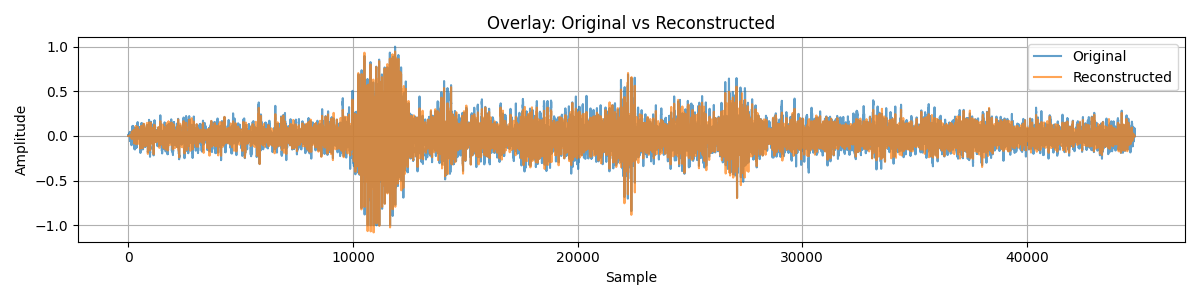 Overlay: Original vs Reconstructed
Original
Reconstructed
Amplitude
1.0
0.5
0.0
−0.5
−1.0
0
10000
20000
30000
40000
Sample